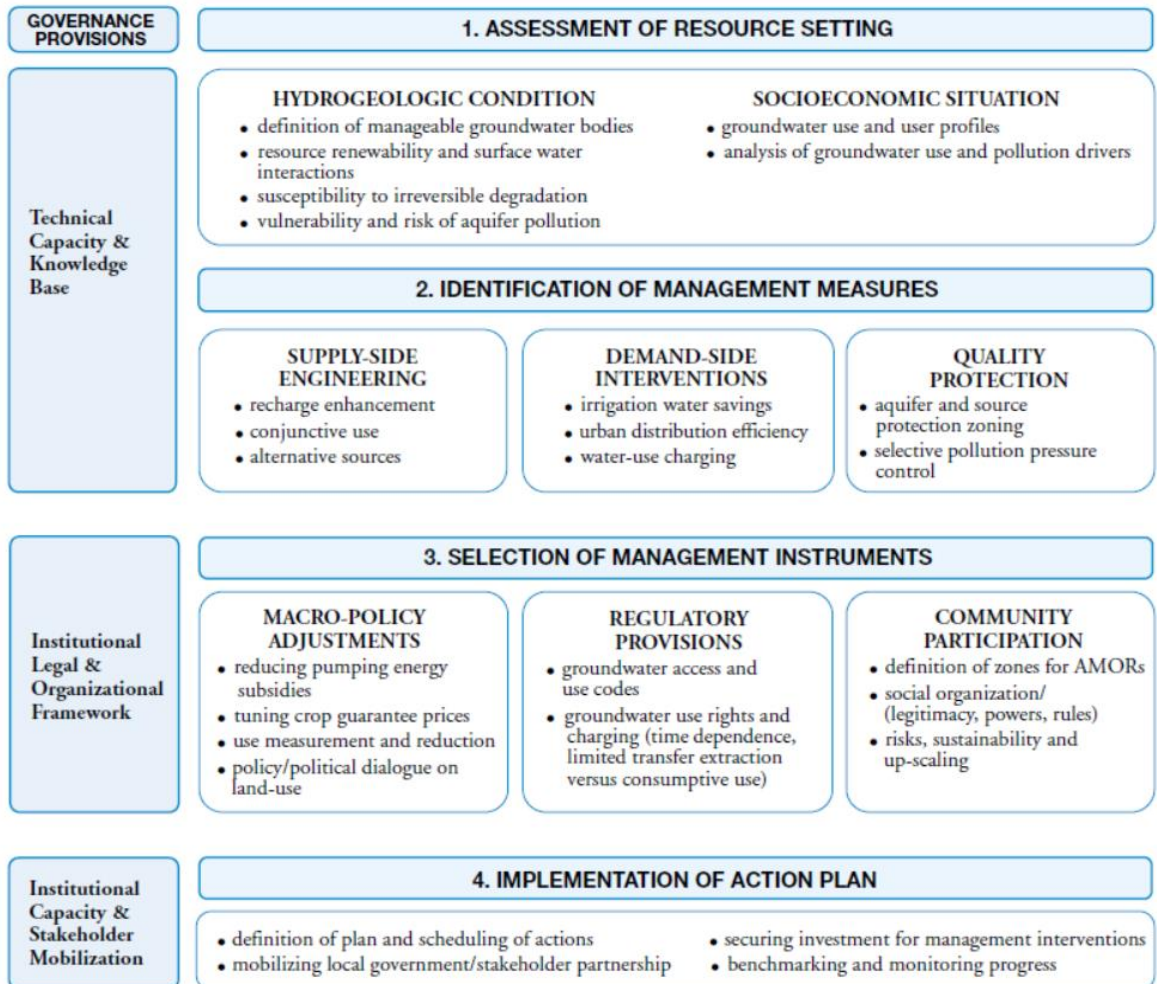 GOVERNANCE
PROVISIONS
1. ASSESSMENT OF RESOURCE SETTING
Technical
Capacity &
Knowledge
Base
HYDROGEOLOGIC CONDITION
• definition of manageable groundwater bodies
• resource renewability and surface water
interactions
• susceptibility to irreversible degradation
• vulnerability and risk of aquifer pollution
SOCIOECONOMIC SITUATION
• groundwater use and user profiles
• analysis of groundwater use and pollution drivers
2. IDENTIFICATION OF MANAGEMENT MEASURES
SUPPLY-SIDE
ENGINEERING
• recharge enhancement
• conjunctive use
• alternative sources
DEMAND-SIDE
INTERVENTIONS
• irrigation water savings
• urban distribution efficiency
• water-use charging
QUALITY
PROTECTION
• aquifer and source
protection zoning
• selective pollution pressure
control
Institutional
Legal &
Organizational
Framework
3. SELECTION OF MANAGEMENT INSTRUMENTS
MACRO-POLICY
ADJUSTMENTS
• reducing pumping energy
subsidies
• tuning crop guarantee prices
• use measurement and reduction
• policy/political dialogue on
land-use
REGULATORY
PROVISIONS
• groundwater access and
use codes
• groundwater use rights and
charging (time dependence,
limited transfer extraction
versus consumptive use)
COMMUNITY
PARTICIPATION
• definition of zones for AMORs
• social organization/
(legitimacy, powers, rules)
• risks, sustainability and
up-scaling
Institutional
Capacity &
Stakeholder
Mobilization
4. IMPLEMENTATION OF ACTION PLAN
• definition of plan and scheduling of actions
• mobilizing local government/stakeholder partnership
• securing investment for management interventions
• benchmarking and monitoring progress